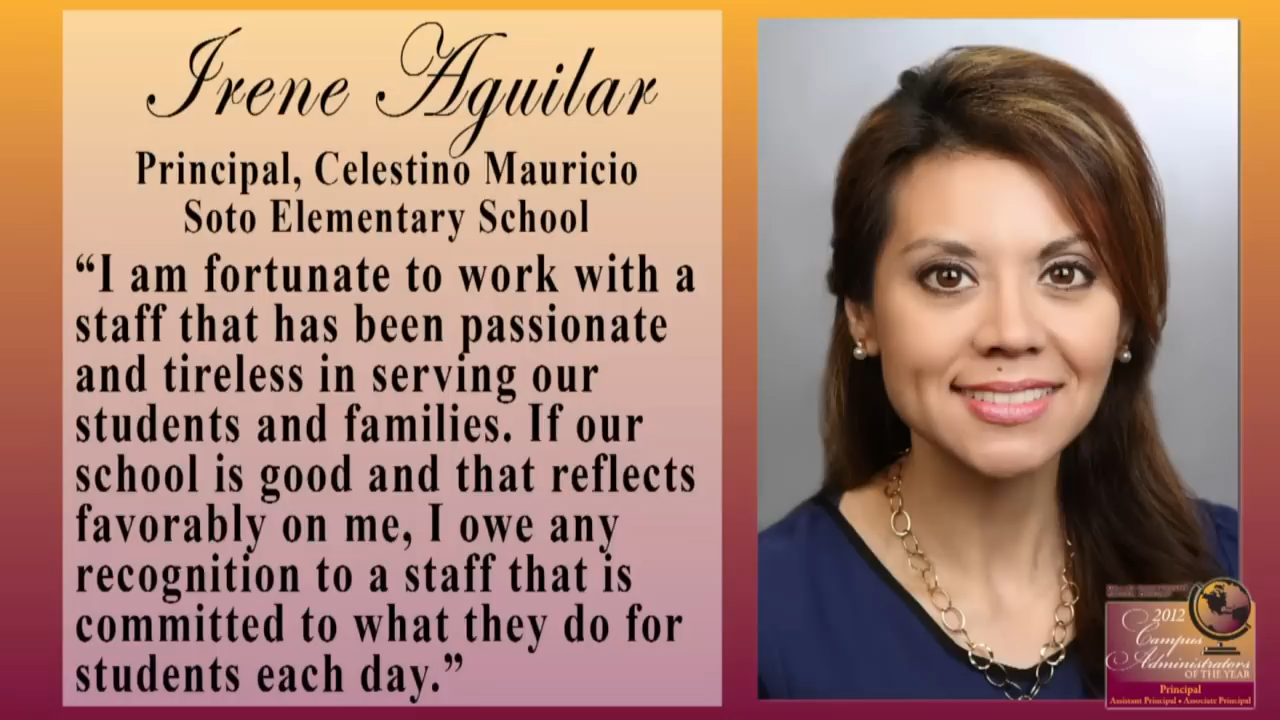 Irene Aguilar
Principal, Celestino Mauricio
Soto Elementary School
“I am fortunate to work with a
staff that has been passionate
and tireless in serving our
students and families. If our
school is good and that reflects
favorably on me, I owe any
recognition to a staff that is
committed to what they do for
students each day.”
2012
Campus
Administrators
OF THE YEAR
Principal
Assistant Principal • Associate Principal